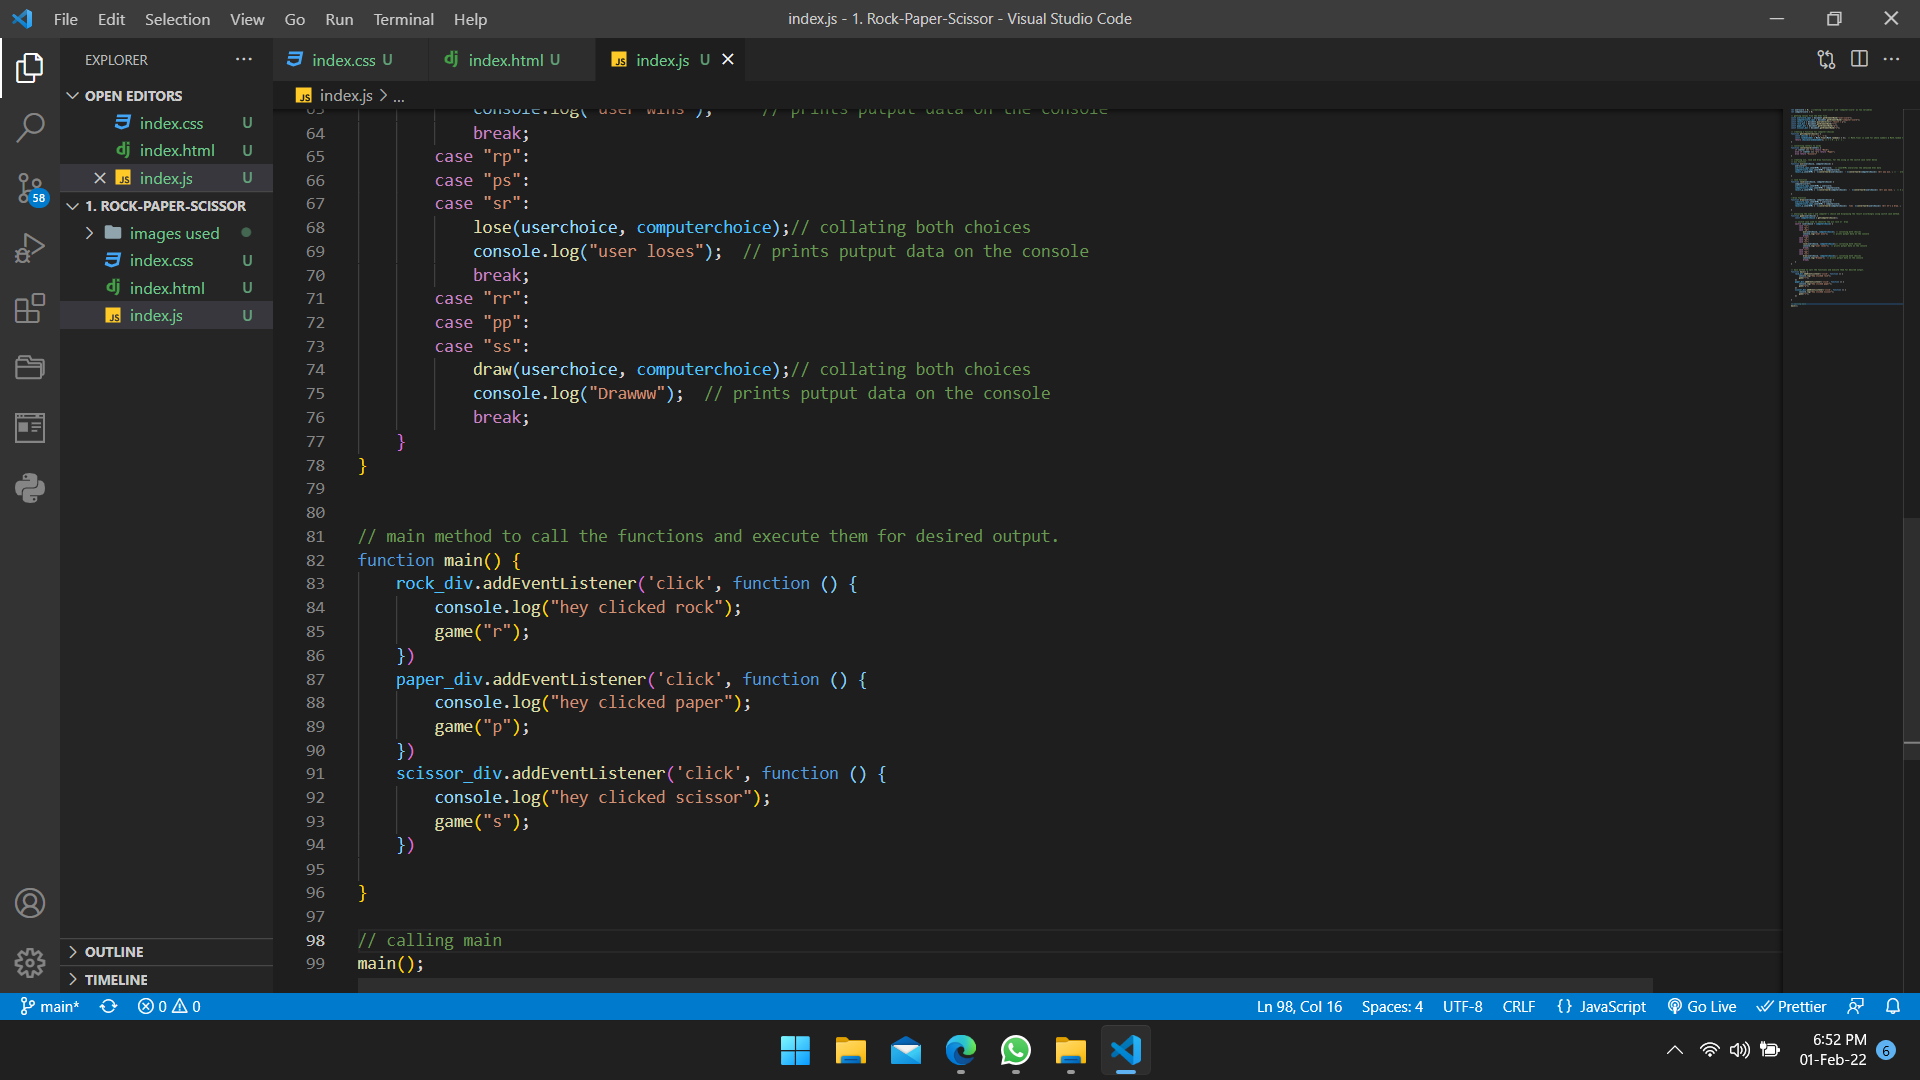 File Edit Selection View Go Run Terminal Help
index.js - 1. Rock-Paper-Scissor - Visual Studio Code
EXPLORER
index.css U
index.html U
index.js U
index.js > ...
OPEN EDITORS
index.css U
index.html U
index.js U
1. ROCK-PAPER-SCISSOR
images used
index.css U
index.html U
index.js U
58
OUTLINE
TIMELINE
63 console.log("user wins"); // prints putput data on the console
64 break;
65 case "rp":
66 case "ps":
67 case "sr":
68 lose(userchoice, computerchoice);// collating both choices
69 console.log("user loses"); // prints putput data on the console
70 break;
71 case "rr":
72 case "pp":
73 case "ss":
74 draw(userchoice, computerchoice);// collating both choices
75 console.log("Drawww"); // prints putput data on the console
76 break;
77 }
78 }
79
80
81 // main method to call the functions and execute them for desired output.
82 function main() {
83 rock_div.addEventListener('click', function () {
84 console.log("hey clicked rock");
85 game("r");
86 })
87 paper_div.addEventListener('click', function () {
88 console.log("hey clicked paper");
89 game("p");
90 })
91 scissor_div.addEventListener('click', function () {
92 console.log("hey clicked scissor");
93 game("s");
94 })
95
96 }
97
98 // calling main
99 main();
main* 0 0
Ln 98, Col 16 Spaces: 4 UTF-8 CRLF {} JavaScript Go Live Prettier
6:52 PM
01-Feb-22
6